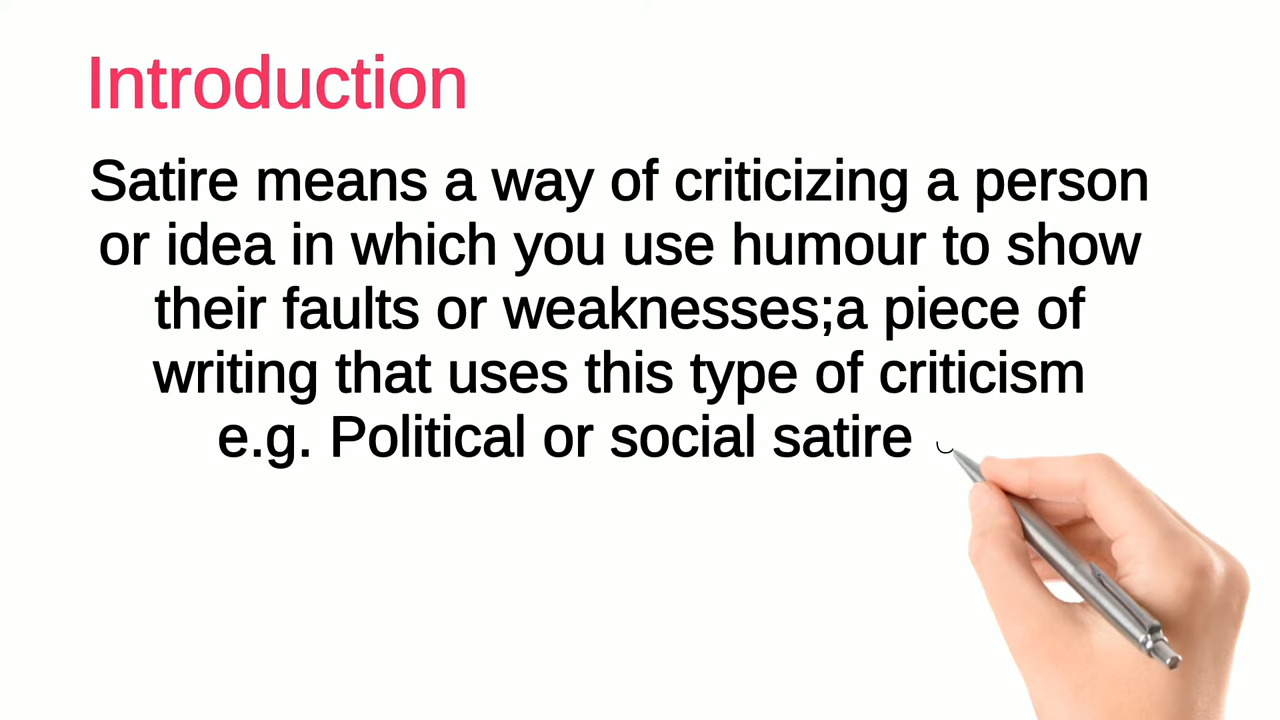 Introduction
Satire means a way of criticizing a person
or idea in which you use humour to show
their faults or weaknesses;a piece of
writing that uses this type of criticism
e.g. Political or social satire